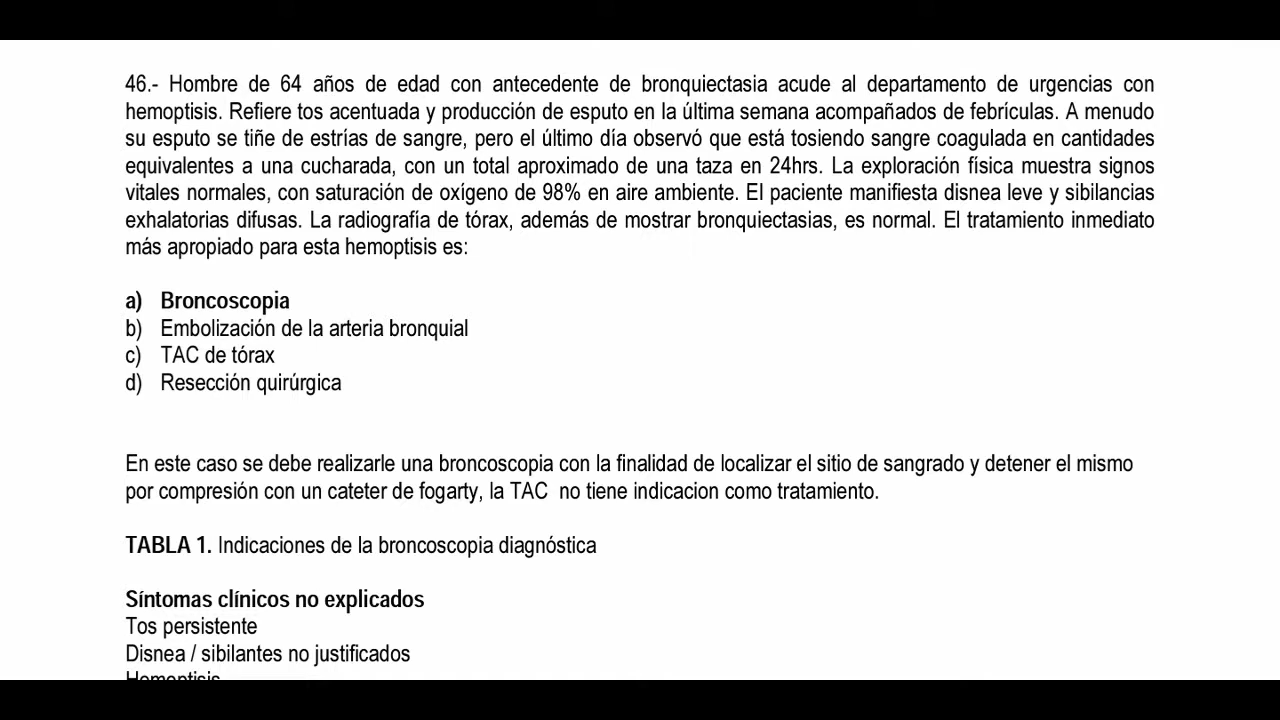 46.- Hombre de 64 años de edad con antecedente de bronquiectasia acude al departamento de urgencias con
hemoptisis. Refiere tos acentuada y producción de esputo en la última semana acompañados de febrículas. A menudo
su esputo se tiñe de estrías de sangre, pero el último día observó que está tosiendo sangre coagulada en cantidades
equivalentes a una cucharada, con un total aproximado de una taza en 24hrs. La exploración física muestra signos
vitales normales, con saturación de oxígeno de 98% en aire ambiente. El paciente manifiesta disnea leve y sibilancias
exhalatorias difusas. La radiografía de tórax, además de mostrar bronquiectasias, es normal. El tratamiento inmediato
más apropiado para esta hemoptisis es:
a) Broncoscopia
b) Embolización de la arteria bronquial
c) TAC de tórax
d) Resección quirúrgica
En este caso se debe realizarle una broncoscopia con la finalidad de localizar el sitio de sangrado y detener el mismo
por compresión con un cateter de fogarty, la TAC no tiene indicacion como tratamiento.
TABLA 1. Indicaciones de la broncoscopia diagnóstica
Síntomas clínicos no explicados
Tos persistente
Disnea / sibilantes no justificados
Hemoptisis